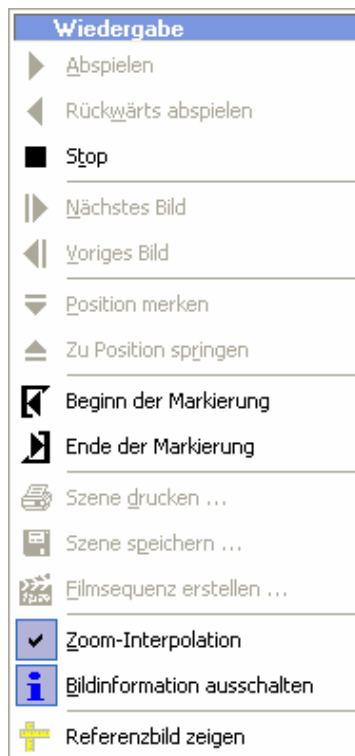 Wiedergabe
Abspielen
Rückwärts abspielen
Stop
Nächstes Bild
Voriges Bild
Position merken
Zu Position springen
Beginn der Markierung
Ende der Markierung
Szene drucken ...
Szene speichern ...
Filmsequenz erstellen ...
Zoom-Interpolation
Bildinformation ausschalten
Referenzbild zeigen